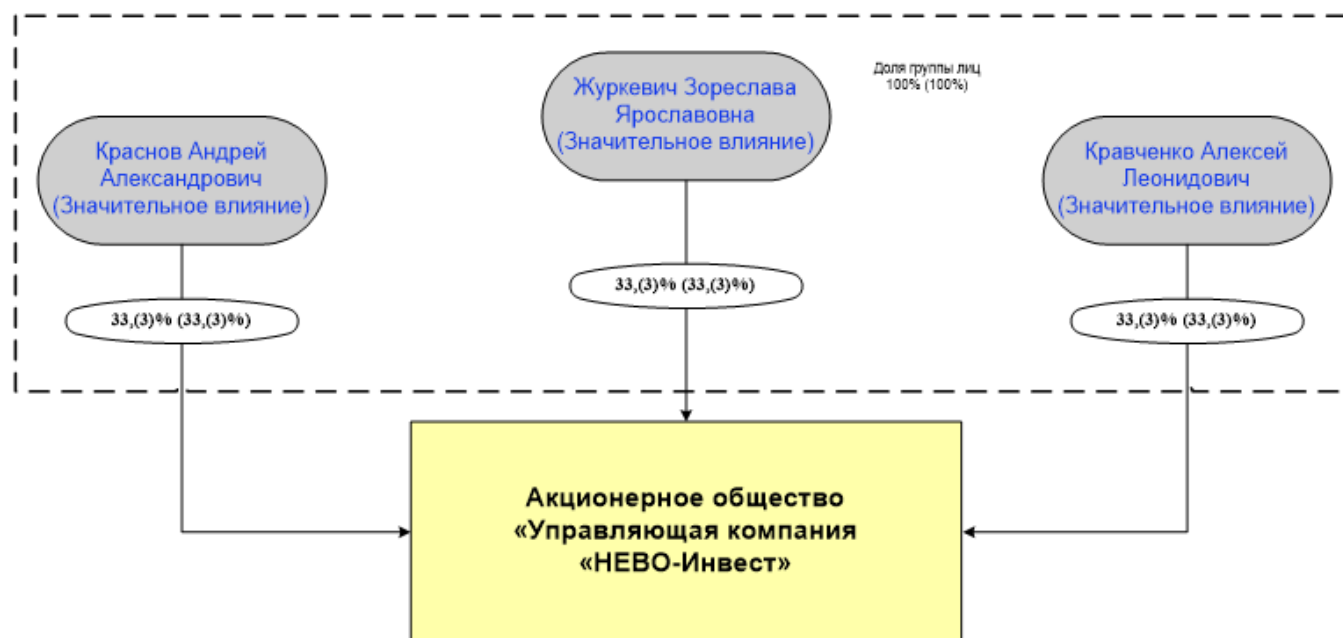 Журкевич Зореслава
Ярославовна
(Значительное влияние)
Доля группы лиц
100% (100%)
Краснов Андрей
Александрович
(Значительное влияние)
Кравченко Алексей
Леонидович
(Значительное влияние)
33,(3)% (33,(3)%)
33,(3)% (33,(3)%)
33,(3)% (33,(3)%)
Акционерное общество
«Управляющая компания
«НЕВО-Инвест»